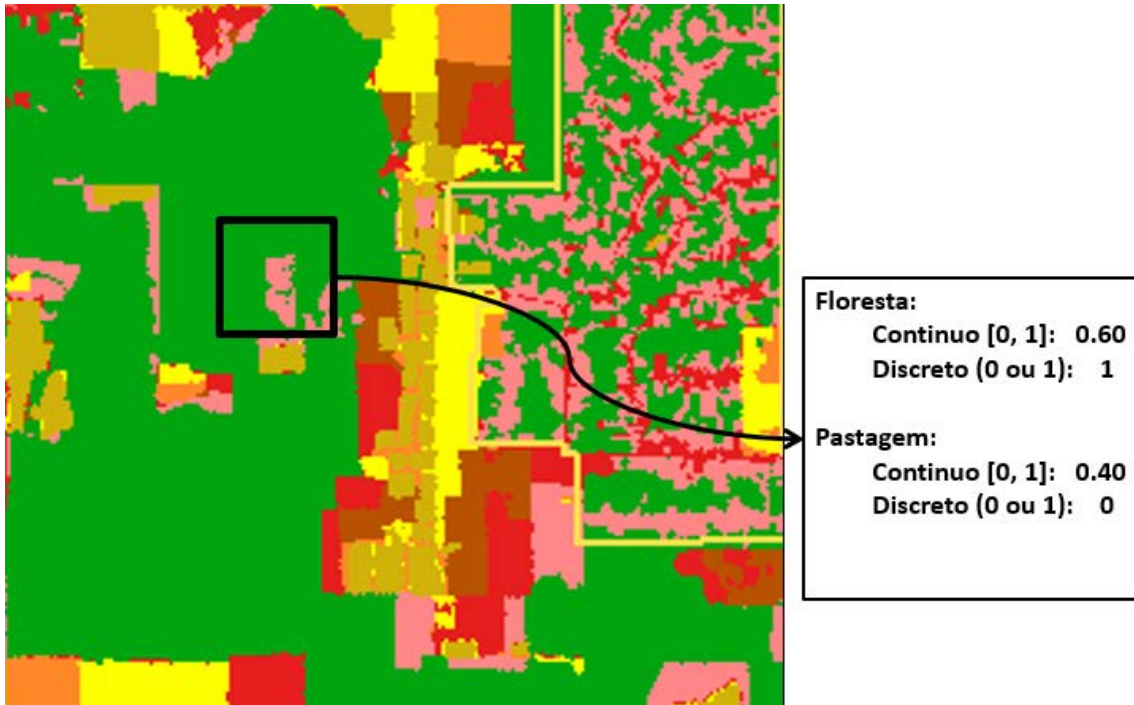 Floresta:
Continuo [0, 1]: 0.60
Discreto (0 ou 1): 1
Pastagem:
Continuo [0, 1]: 0.40
Discreto (0 ou 1): 0